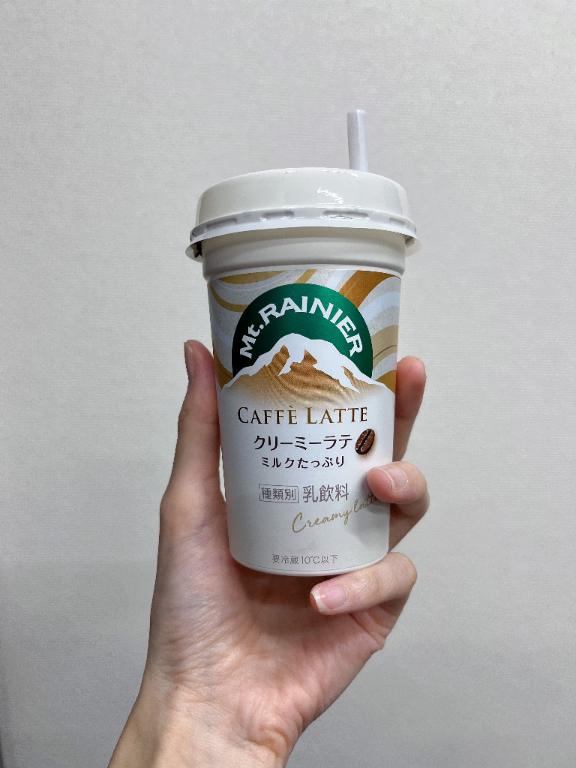 Mt.RAINIER
CAFFÈ LATTE
クリーミーラテ
ミルクたっぷり
種類別 乳飲料
Creamy latte
要冷蔵10℃以下